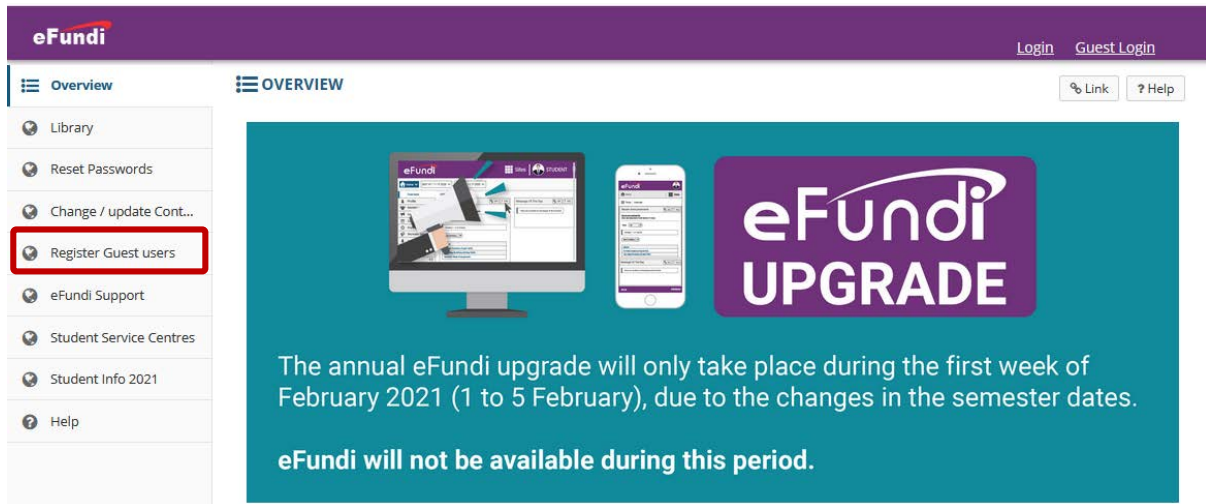 eFundi
Login Guest Login
Overview
Library
Reset Passwords
Change / update Cont...
Register Guest users
eFundi Support
Student Service Centres
Student Info 2021
Help
OVERVIEW
Link ? Help
eFundi
Sites STUDENT
eFundi
eFundi
UPGRADE
The annual eFundi upgrade will only take place during the first week of
February 2021 (1 to 5 February), due to the changes in the semester dates.
eFundi will not be available during this period.